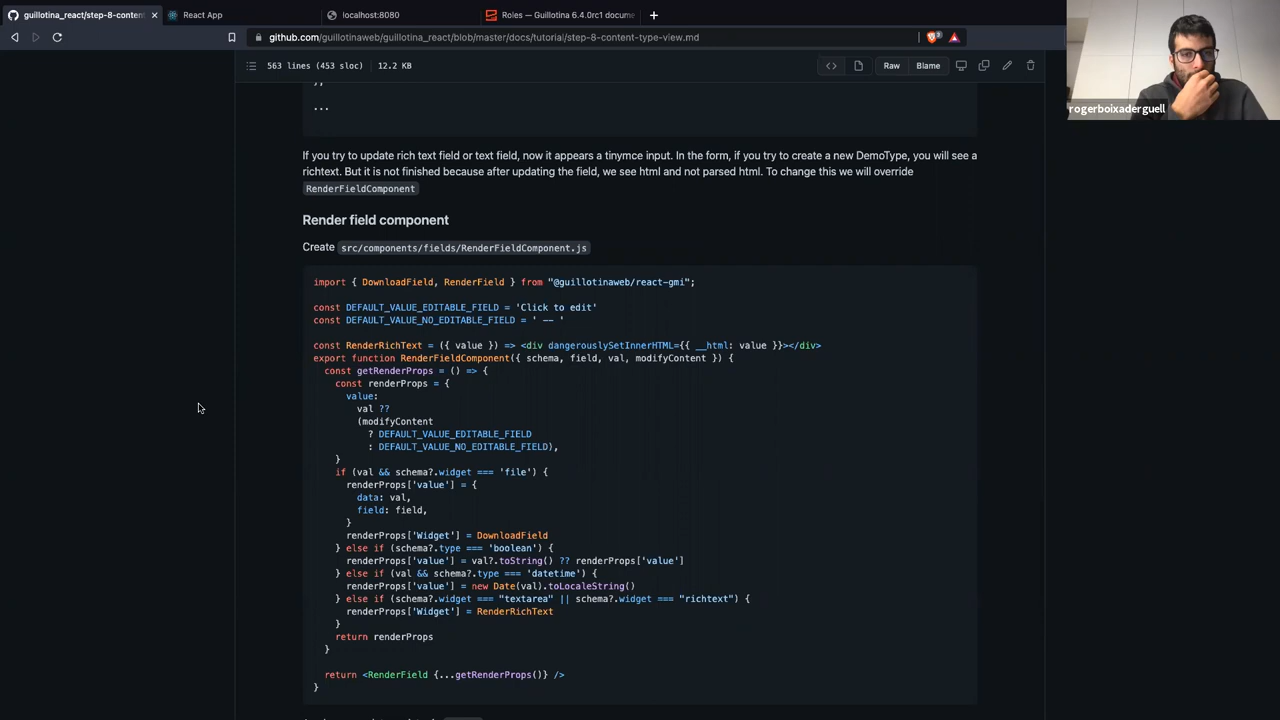 guillotina_react/step-8-conten
React App
localhost:8080
Roles — Guillotina 6.4.0rc1 docume
github.com/guillotinaweb/guillotina_react/blob/master/docs/tutorial/step-8-content-type-view.md
rogerboixaderguell
563 lines (453 sloc) 12.2 KB
Raw
Blame
...
If you try to update rich text field or text field, now it appears a tinymce input. In the form, if you try to create a new DemoType, you will see a
richtext. But it is not finished because after updating the field, we see html and not parsed html. To change this we will override
RenderFieldComponent
Render field component
Create src/components/fields/RenderFieldComponent.js
import { DownloadField, RenderField } from "@guillotinaweb/react-gmi";
const DEFAULT_VALUE_EDITABLE_FIELD = 'Click to edit'
const DEFAULT_VALUE_NO_EDITABLE_FIELD = ' -- '
const RenderRichText = ({ value }) => <div dangerouslySetInnerHTML={{ __html: value }}></div>
export function RenderFieldComponent({ schema, field, val, modifyContent }) {
const getRenderProps = () => {
const renderProps = {
value:
val ??
(modifyContent
? DEFAULT_VALUE_EDITABLE_FIELD
: DEFAULT_VALUE_NO_EDITABLE_FIELD),
}
if (val && schema?.widget === 'file') {
renderProps['value'] = {
data: val,
field: field,
}
renderProps['Widget'] = DownloadField
} else if (schema?.type === 'boolean') {
renderProps['value'] = val?.toString() ?? renderProps['value']
} else if (val && schema?.type === 'datetime') {
renderProps['value'] = new Date(val).toLocaleString()
} else if (schema?.widget === "textarea" || schema?.widget === "richtext") {
renderProps['Widget'] = RenderRichText
}
return renderProps
}
return <RenderField {...getRenderProps()} />
}